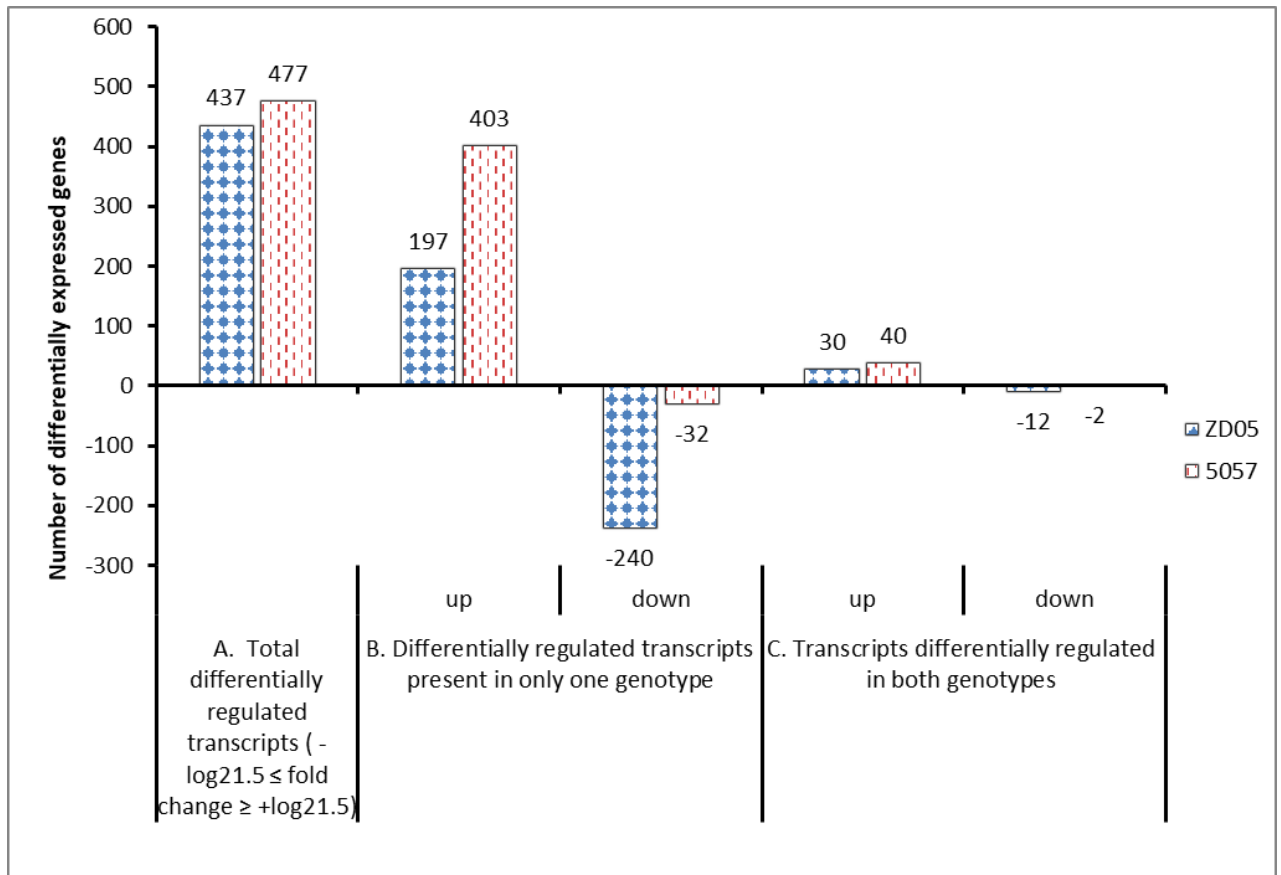 Number of differentially expressed genes
600
500
400
300
200
100
0
-100
-200
-300
437
477
197
403
-240
-32
30
40
-12
-2
up
down
up
down
A. Total
differentially
regulated
transcripts ( -
log21.5 ≤ fold
change ≥ +log21.5)
B. Differentially regulated transcripts
present in only one genotype
C. Transcripts differentially regulated
in both genotypes
ZD05
5057